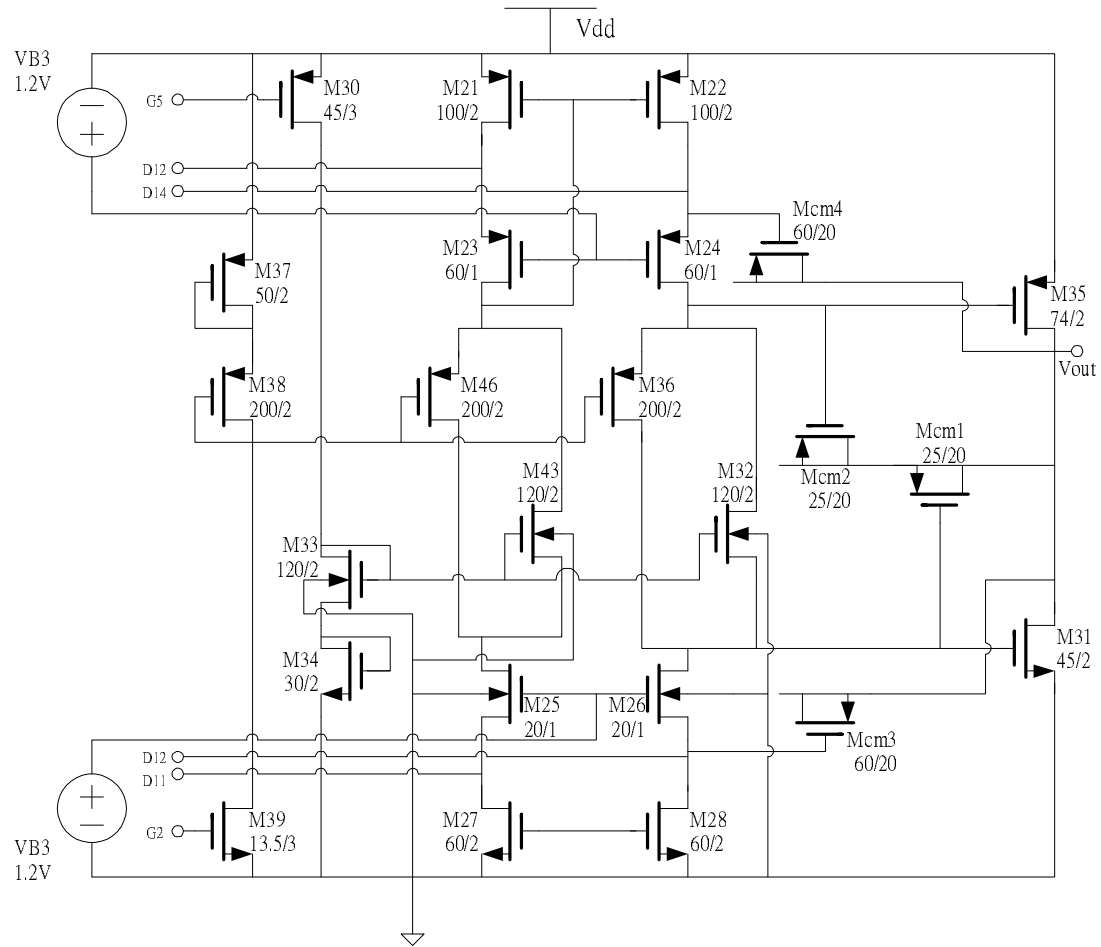 Vdd
VB3
1.2V
G5
M30
45/3
M21
100/2
M22
100/2
D12
D14
Mcm4
60/20
M23
60/1
M24
60/1
M37
50/2
M35
74/2
Vout
M38
200/2
M46
200/2
M36
200/2
Mcm1
25/20
Mcm2
25/20
M43
120/2
M32
120/2
M33
120/2
M34
30/2
M31
45/2
M25
20/1
M26
20/1
Mcm3
60/20
D12
D11
G2
VB3
1.2V
M39
13.5/3
M27
60/2
M28
60/2